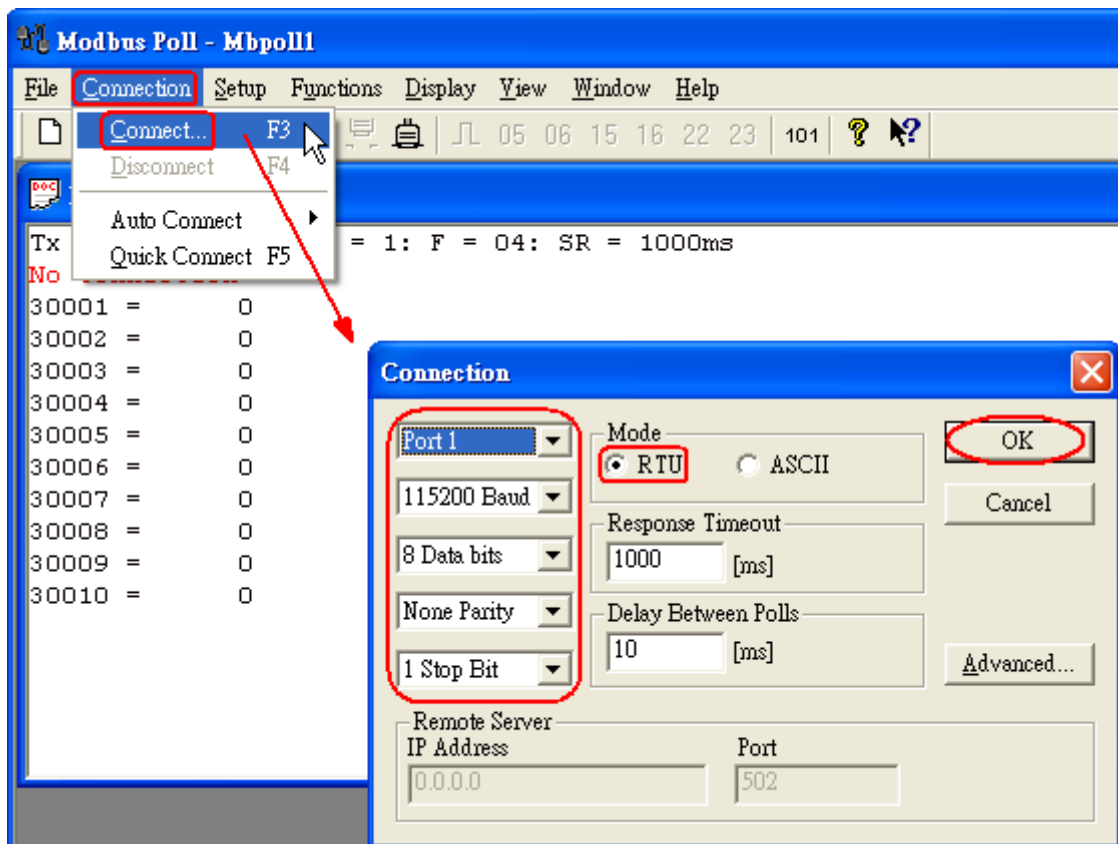 Modbus Poll - Mbpoll1
File Connection Setup Functions Display View Window Help
Connect... F3
Disconnect F4
Auto Connect
Quick Connect F5
05 06 15 16 22 23 101
DOC
Tx = 1: F = 04: SR = 1000ms
No
30001 = 0
30002 = 0
30003 = 0
30004 = 0
30005 = 0
30006 = 0
30007 = 0
30008 = 0
30009 = 0
30010 = 0
Connection
Port 1
115200 Baud
8 Data bits
None Parity
1 Stop Bit
Mode
RTU ASCII
Response Timeout
1000 [ms]
Delay Between Polls
10 [ms]
OK
Cancel
Advanced...
Remote Server
IP Address Port
0.0.0.0 502